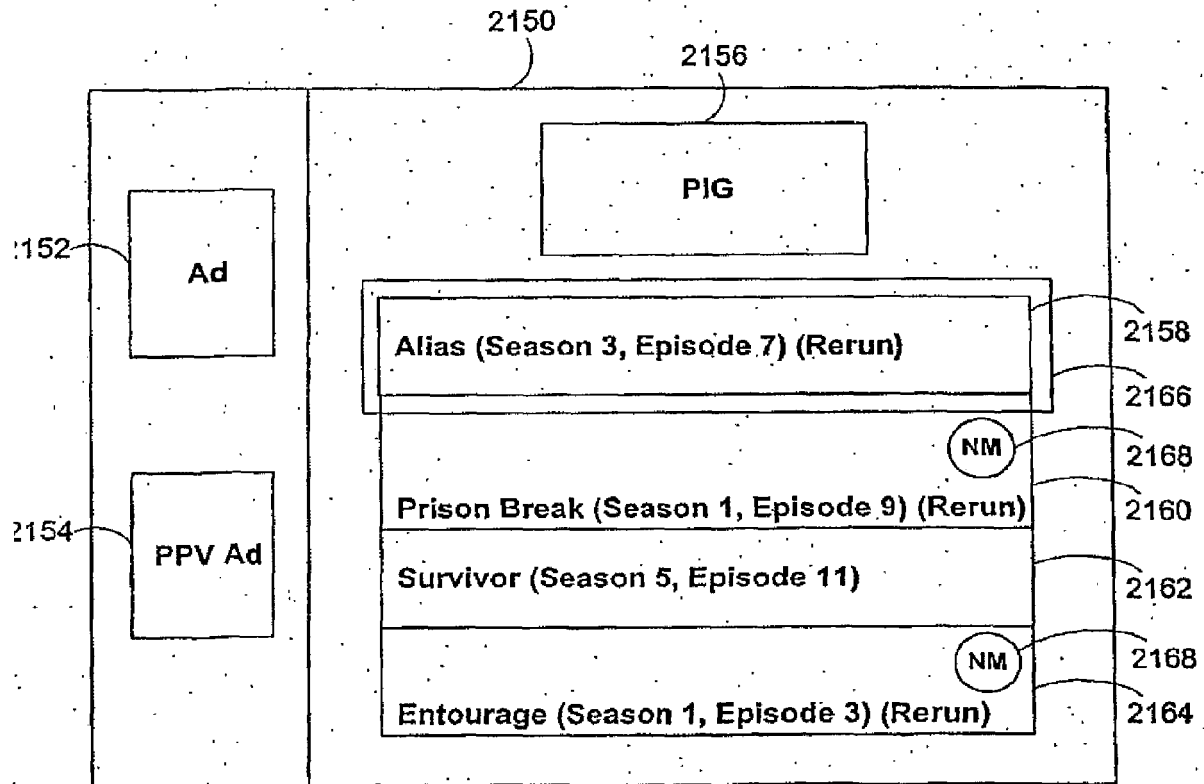 2150
2156
PIG
2152
Ad
Alias (Season 3, Episode 7) (Rerun)
2158
2166
NM
2168
Prison Break (Season 1, Episode 9) (Rerun)
2160
2154
PPV Ad
Survivor (Season 5, Episode 11)
2162
NM
2168
Entourage (Season 1, Episode 3) (Rerun)
2164